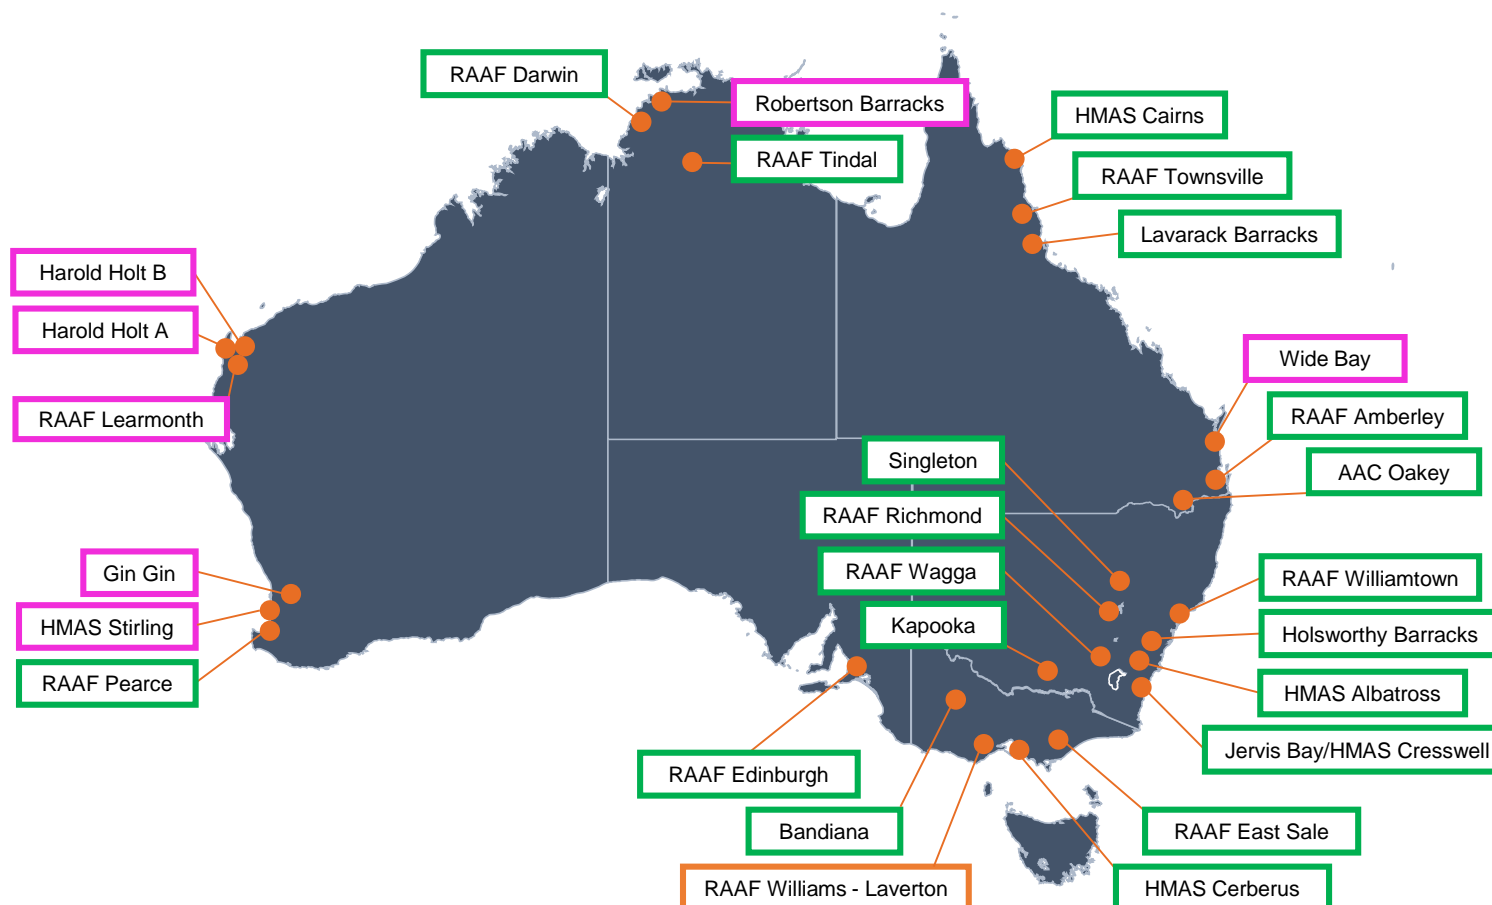 RAAF Darwin
Robertson Barracks
HMAS Cairns
RAAF Tindal
RAAF Townsville
Lavarack Barracks
Harold Holt B
Harold Holt A
Wide Bay
RAAF Learmonth
RAAF Amberley
Singleton
AAC Oakey
RAAF Richmond
Gin Gin
RAAF Wagga
RAAF Williamtown
HMAS Stirling
Kapooka
Holsworthy Barracks
RAAF Pearce
HMAS Albatross
Jervis Bay/HMAS Cresswell
RAAF Edinburgh
Bandiana
RAAF East Sale
RAAF Williams - Laverton
HMAS Cerberus